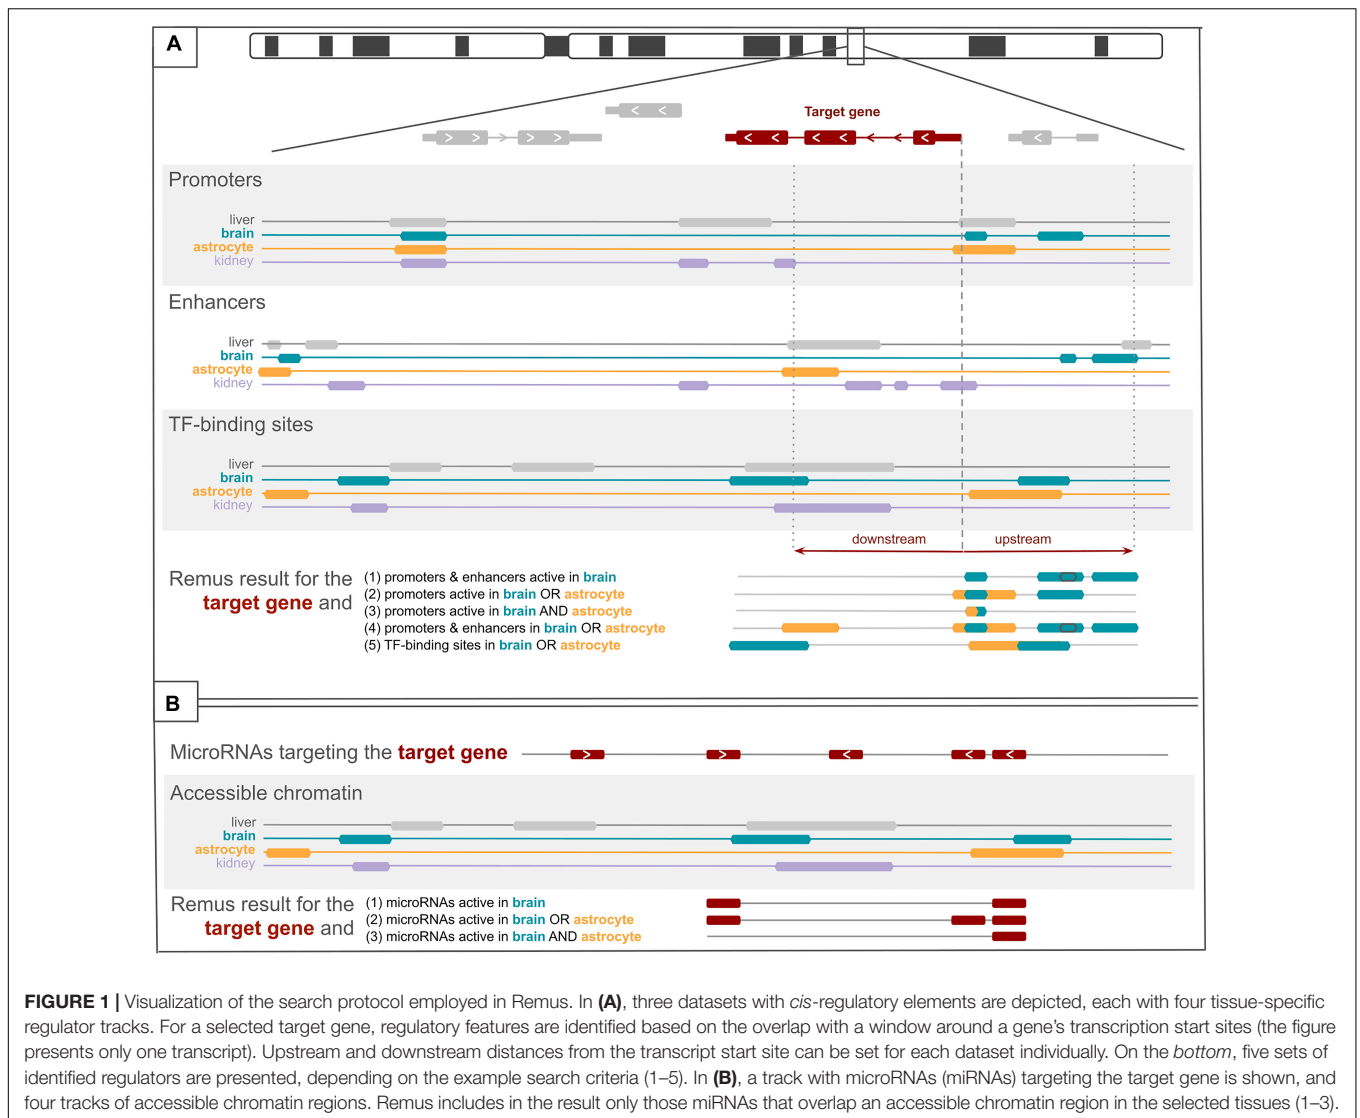 A
Target gene
Promoters
liver
brain
astrocyte
kidney
Enhancers
liver
brain
astrocyte
kidney
TF-binding sites
liver
brain
astrocyte
kidney
downstream
upstream
Remus result for the
target gene and
(1) promoters & enhancers active in brain
(2) promoters active in brain OR astrocyte
(3) promoters active in brain AND astrocyte
(4) promoters & enhancers in brain OR astrocyte
(5) TF-binding sites in brain OR astrocyte
B
MicroRNAs targeting the target gene
Accessible chromatin
liver
brain
astrocyte
kidney
Remus result for the
target gene and
(1) microRNAs active in brain
(2) microRNAs active in brain OR astrocyte
(3) microRNAs active in brain AND astrocyte
FIGURE 1 | Visualization of the search protocol employed in Remus. In (A), three datasets with cis-regulatory elements are depicted, each with four tissue-specific
regulator tracks. For a selected target gene, regulatory features are identified based on the overlap with a window around a gene's transcription start sites (the figure
presents only one transcript). Upstream and downstream distances from the transcript start site can be set for each dataset individually. On the bottom, five sets of
identified regulators are presented, depending on the example search criteria (1–5). In (B), a track with microRNAs (miRNAs) targeting the target gene is shown, and
four tracks of accessible chromatin regions. Remus includes in the result only those miRNAs that overlap an accessible chromatin region in the selected tissues (1–3).